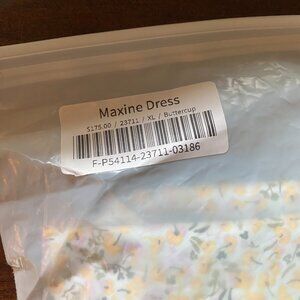 Maxine Dress
$175.00 / 23711 / XL / Buttercup
F-P54114-23711-03186